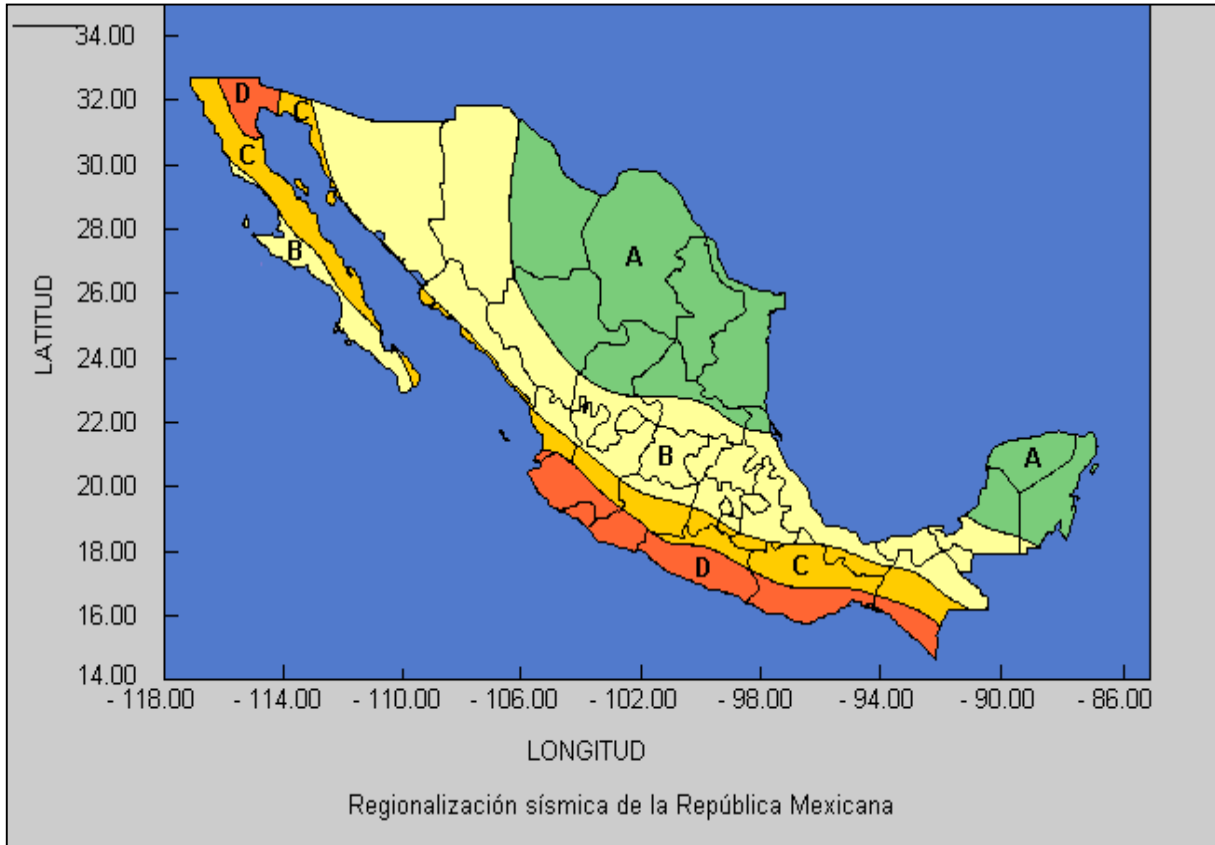 34.00
32.00
30.00
28.00
26.00
24.00
22.00
20.00
18.00
16.00
14.00
LATITUD
D
C
C
B
A
B
A
D
C
- 118.00 - 114.00 - 110.00 - 106.00 - 102.00 - 98.00 - 94.00 - 90.00 - 86.00
LONGITUD
Regionalización sísmica de la República Mexicana